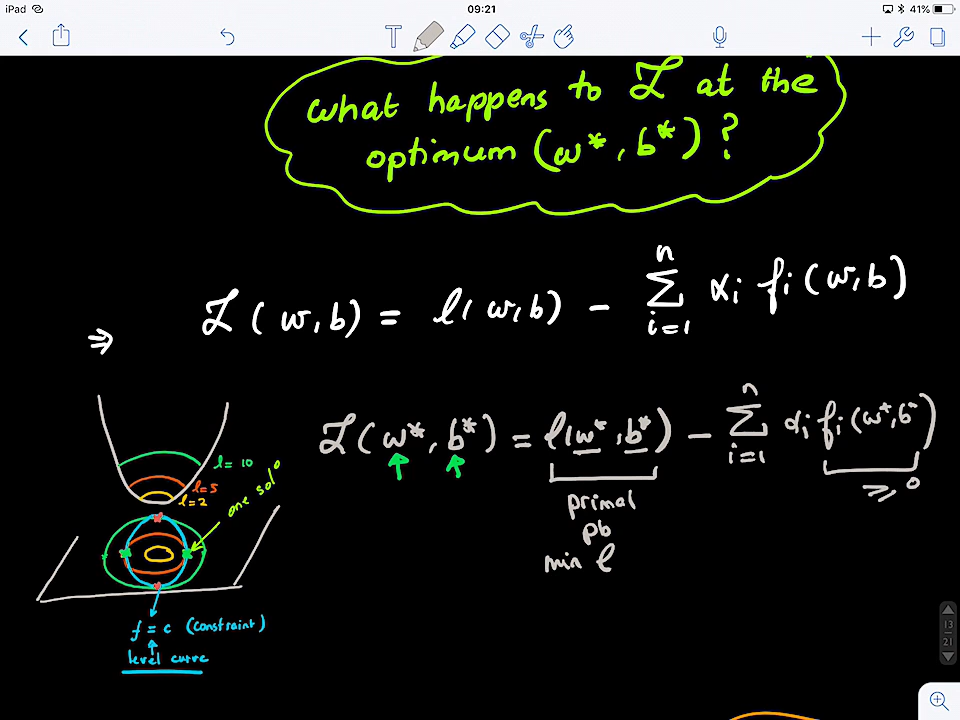 iPad
09:21
41%
what happens to ℒ at the
optimum (w*, b*) ?
⇒ ℒ(w,b) = l(w,b) - ∑_{i=1}^{n} αi fi(w,b)
ℒ(w*, b*) = l(w*, b*) - ∑_{i=1}^{n} αi fi(w*, b*)
≥ 0
primal
pb
min l
l = 10
l=5
l=2
one sol°
f = c (constraint)
level curve
13
21